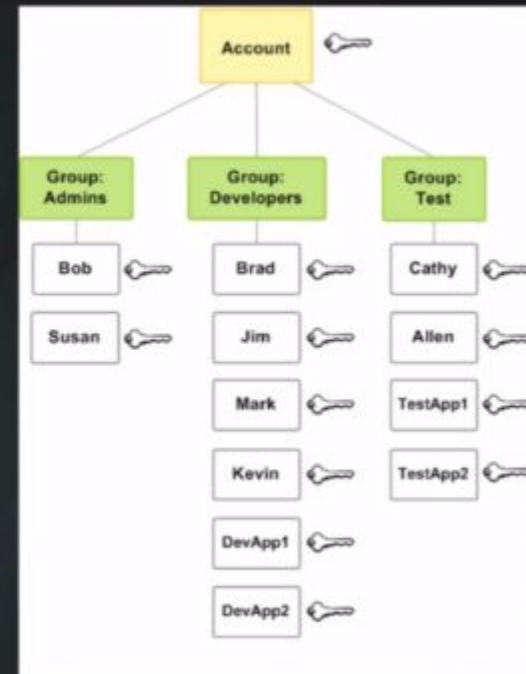 Account
Group:
Admins
Group:
Developers
Group:
Test
Bob
Brad
Cathy
Susan
Jim
Allen
Mark
TestApp1
Kevin
TestApp2
DevApp1
DevApp2